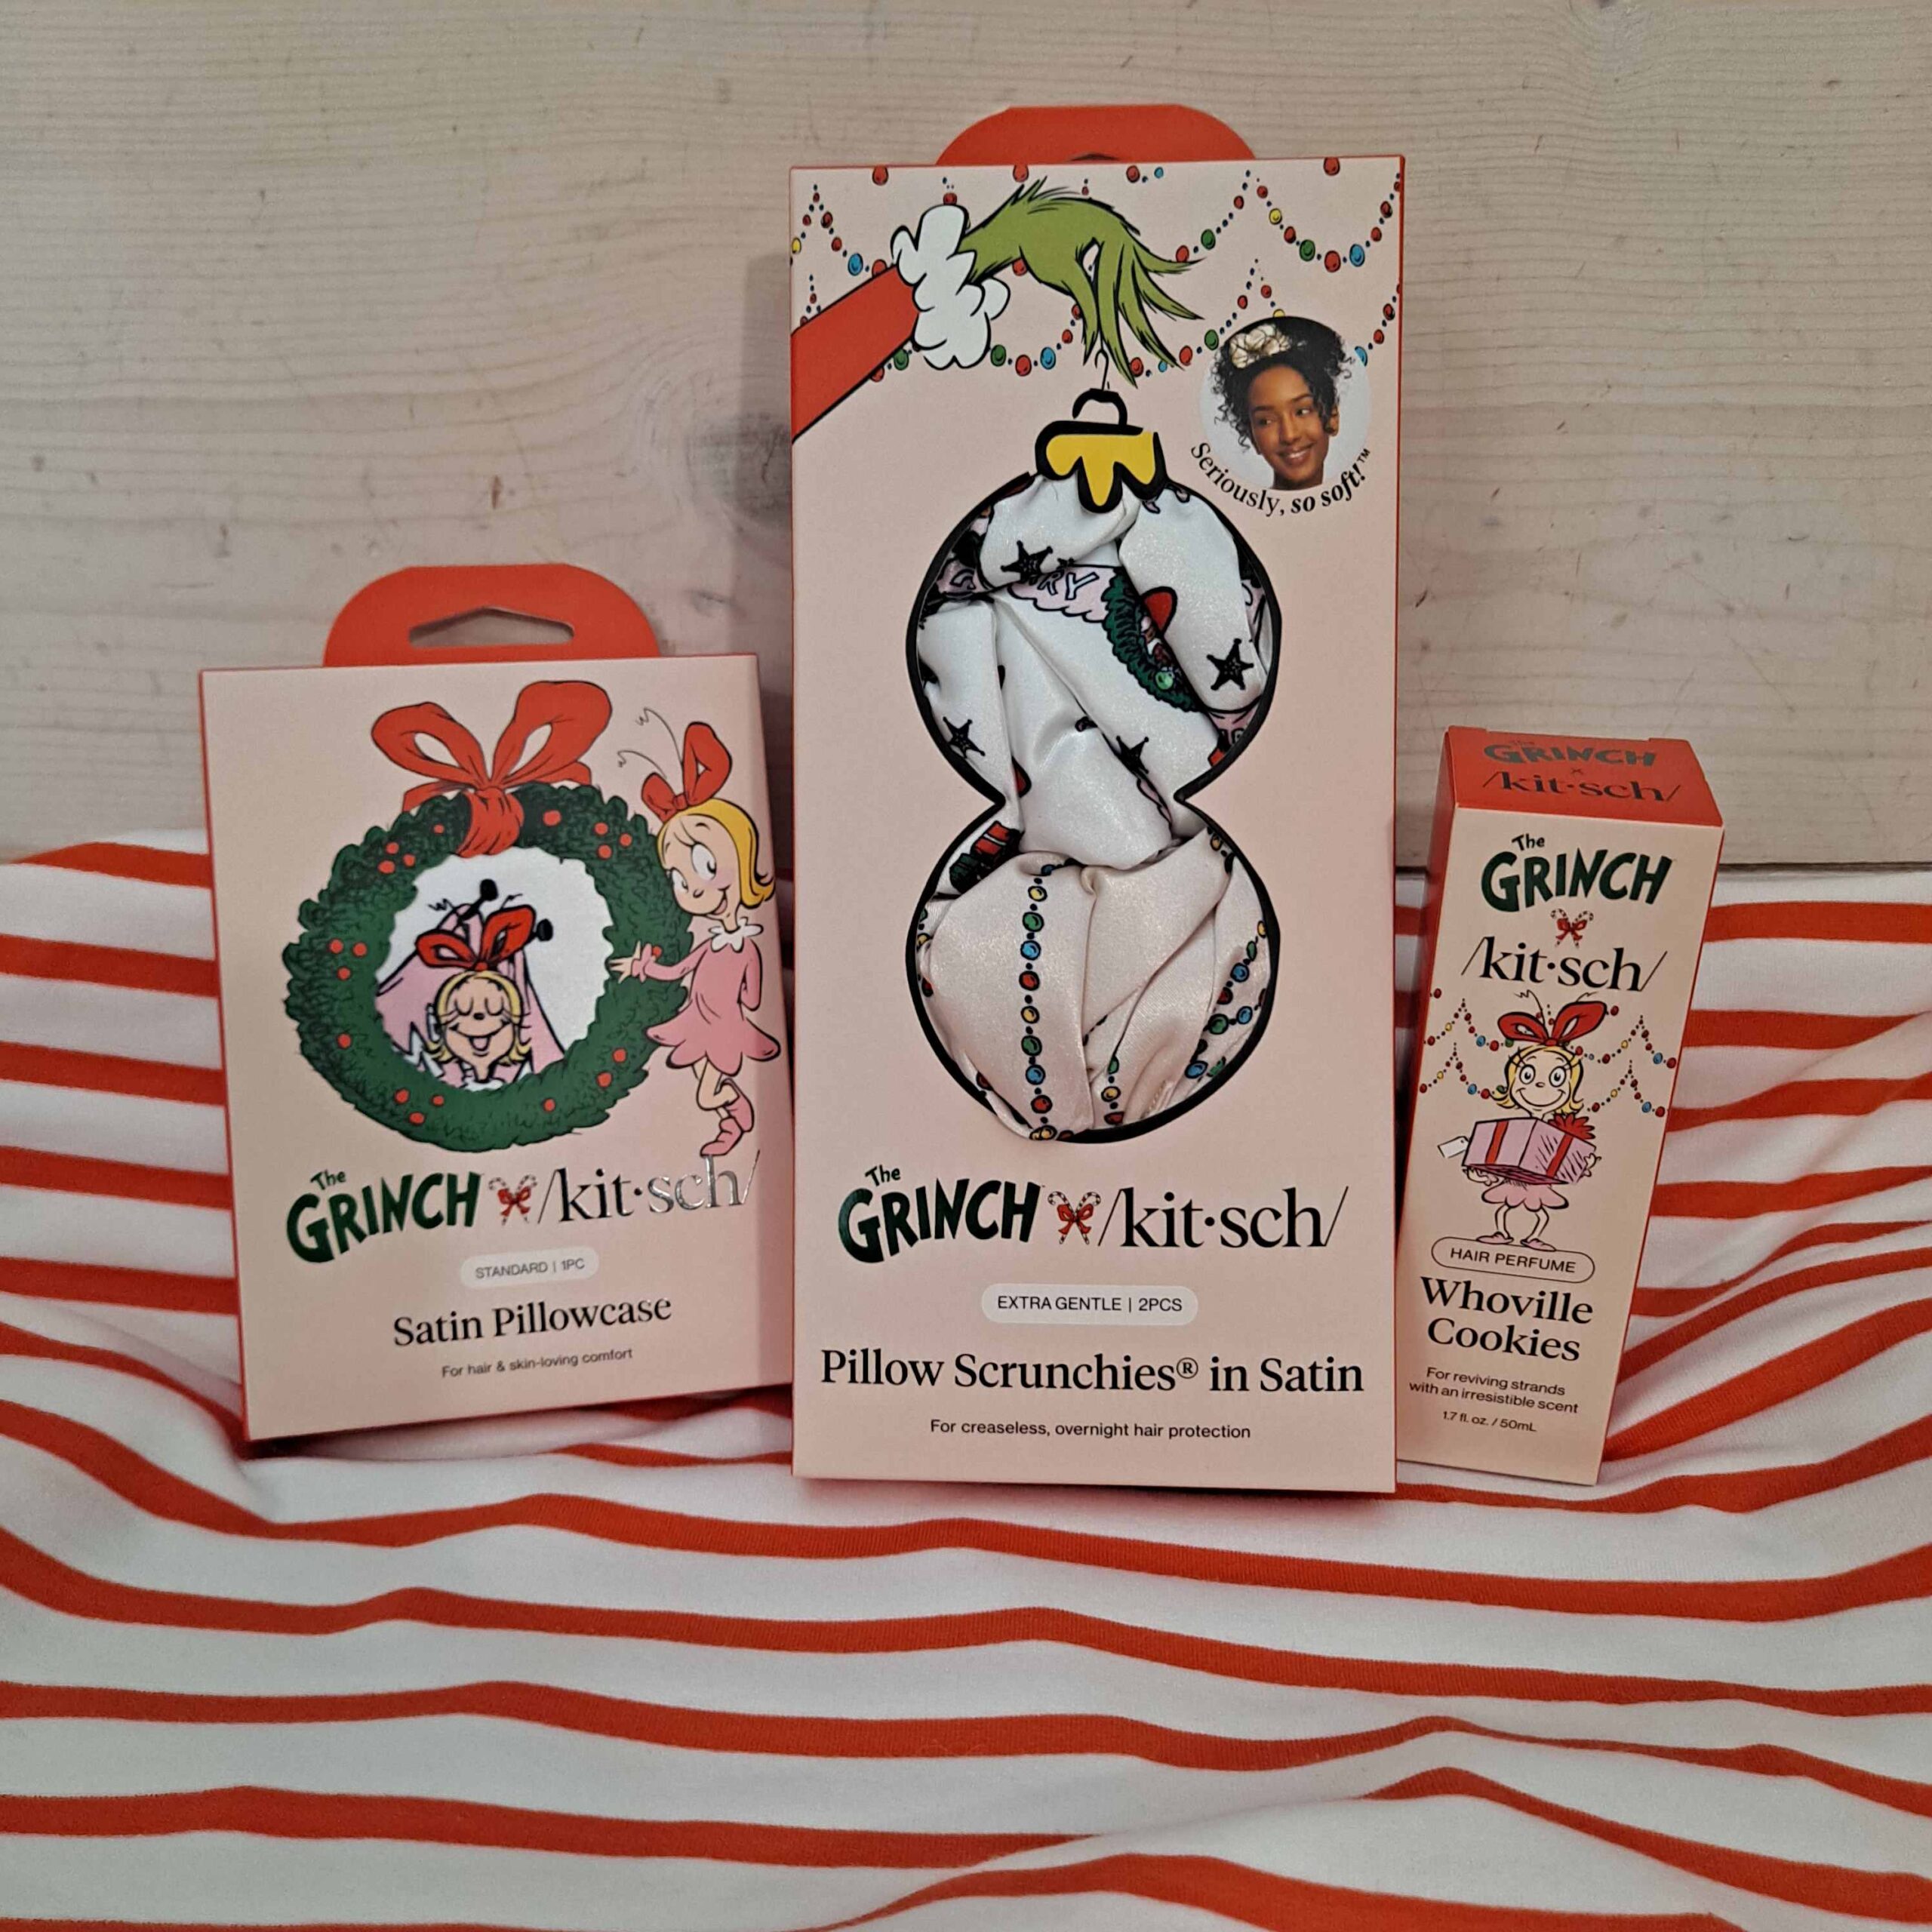 The
GRINCH /kit·sch/
STANDARD | 1PC
Satin Pillowcase
For hair & skin-loving comfort
Seriously, so soft!™
RY
The
GRINCH /kit·sch/
EXTRA GENTLE | 2PCS
Pillow Scrunchies® in Satin
For creaseless, overnight hair protection
The
GRINCH
×
/kit·sch/
The
GRINCH
/kit·sch/
HAIR PERFUME
Whoville
Cookies
For reviving strands
with an irresistible scent
1.7 fl. oz. / 50mL